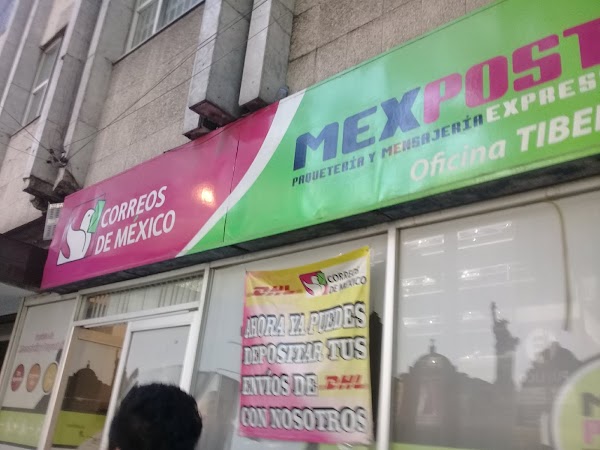 CORREOS
DE MÉXICO
MEXPOST
PAQUETERÍA Y MENSAJERÍA EXPRES
Oficina TIBE
DHL
CORREOS
DE MÉXICO
AHORA YA PUEDES
DEPOSITAR TUS
ENVÍOS DE DHL
CON NOSOTROS